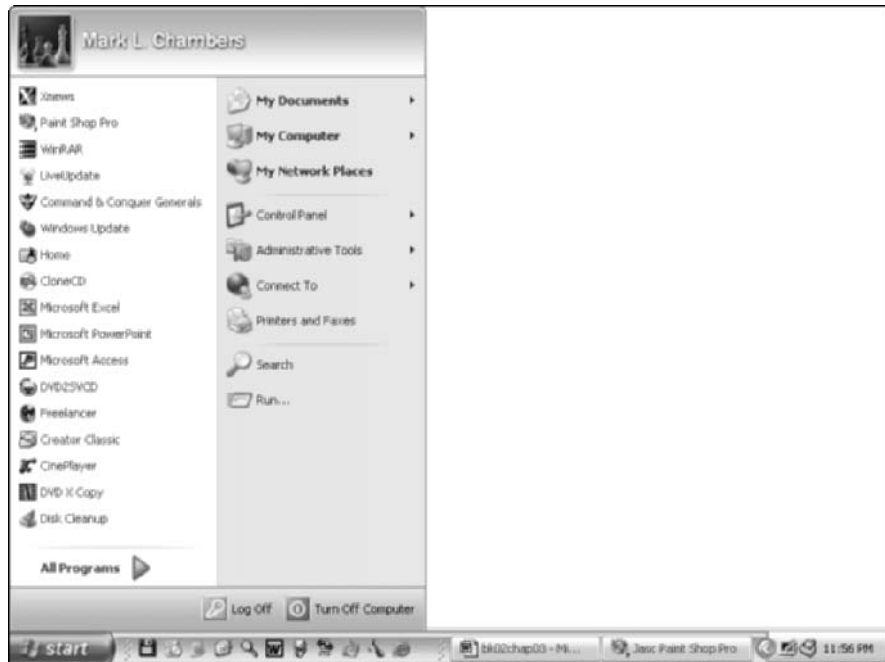 Mark L. Chambers
Xnews
Paint Shop Pro
WinRAR
LiveUpdate
Command & Conquer Generals
Windows Update
Home
CloneCD
Microsoft Excel
Microsoft PowerPoint
Microsoft Access
DVD2SVCD
Freelancer
Creator Classic
CinePlayer
DVD X Copy
Disk Cleanup
All Programs
My Documents
My Computer
My Network Places
Control Panel
Administrative Tools
Connect To
Printers and Faxes
Search
Run...
Log Off
Turn Off Computer
start
bk02chap03 - Mi...
Jasc Paint Shop Pro
11:56 PM